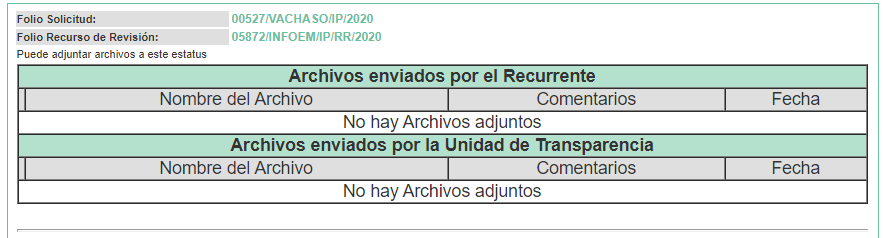 Folio Solicitud: 00527/VACHASO/IP/2020
Folio Recurso de Revisión: 05872/INFOEM/IP/RR/2020
Puede adjuntar archivos a este estatus
Archivos enviados por el Recurrente
Nombre del Archivo Comentarios Fecha
No hay Archivos adjuntos
Archivos enviados por la Unidad de Transparencia
Nombre del Archivo Comentarios Fecha
No hay Archivos adjuntos